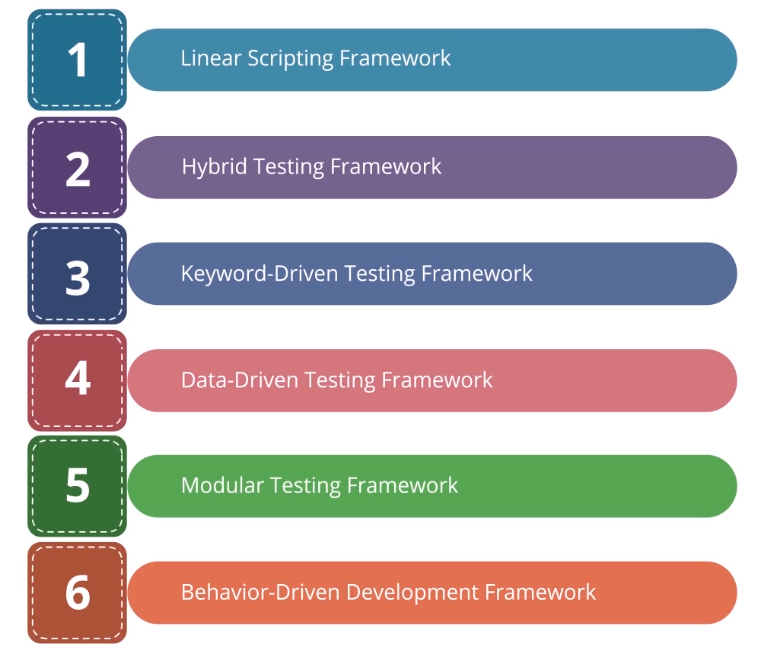 1 Linear Scripting Framework
2 Hybrid Testing Framework
3 Keyword-Driven Testing Framework
4 Data-Driven Testing Framework
5 Modular Testing Framework
6 Behavior-Driven Development Framework